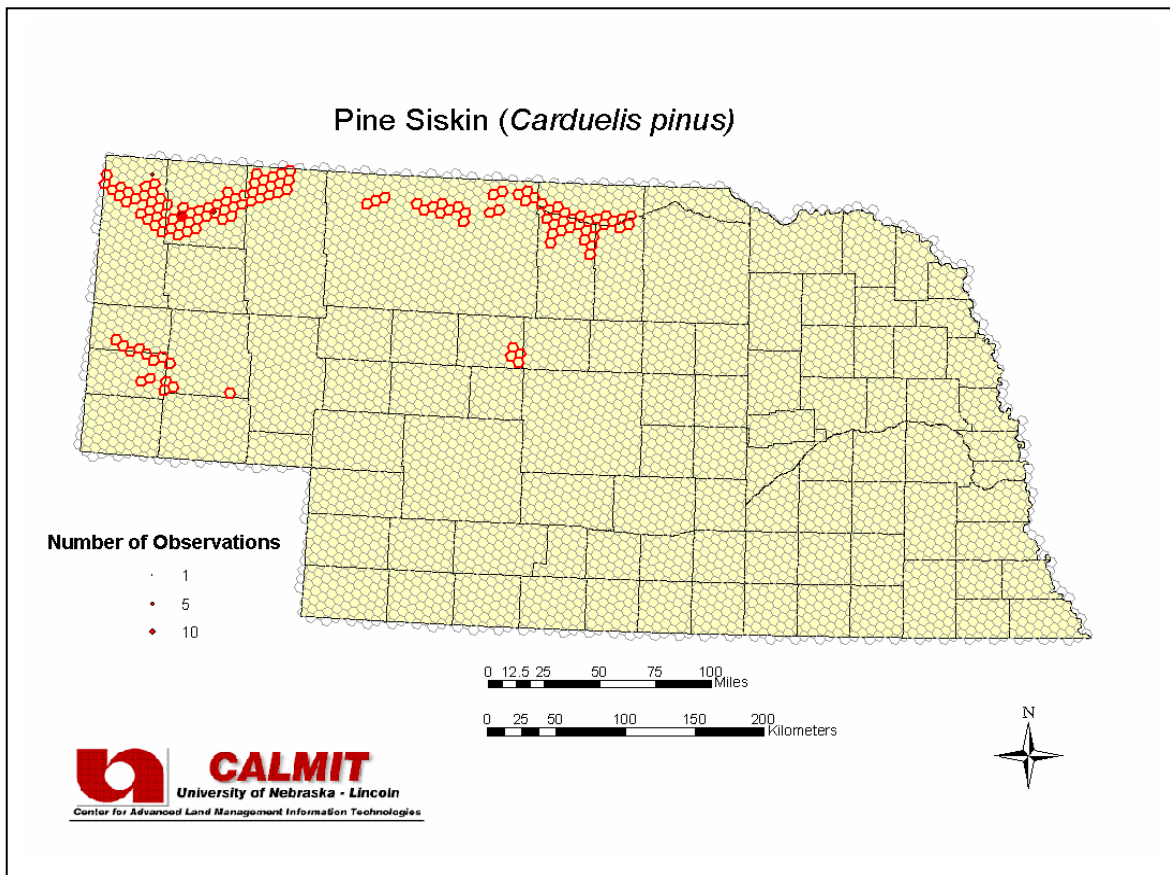 Pine Siskin (Carduelis pinus)
Number of Observations
1
5
10
0 12.5 25 50 75 100
Miles
0 25 50 100 150 200
Kilometers
N
CALMIT
University of Nebraska - Lincoln
Center for Advanced Land Management Information Technologies